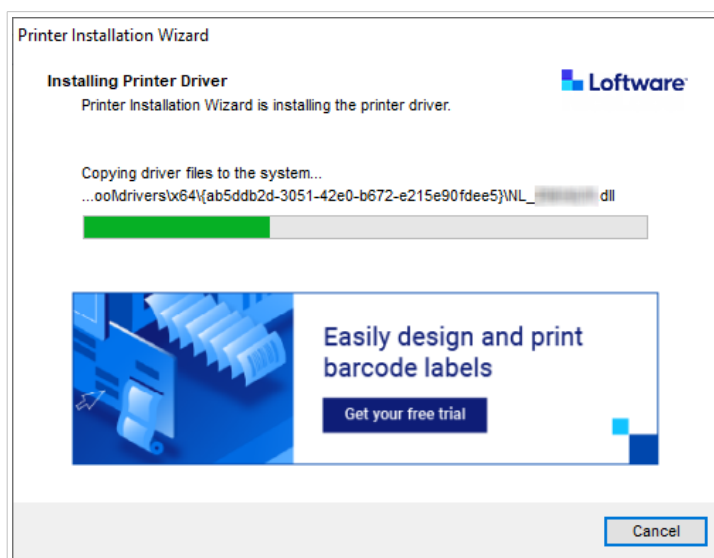 Printer Installation Wizard
Installing Printer Driver
Loftware
Printer Installation Wizard is installing the printer driver.
Copying driver files to the system...
...ool\drivers\x64\{ab5ddb2d-3051-42e0-b672-e215e90fdee5}\NL_ dll
Easily design and print
barcode labels
Get your free trial
Cancel